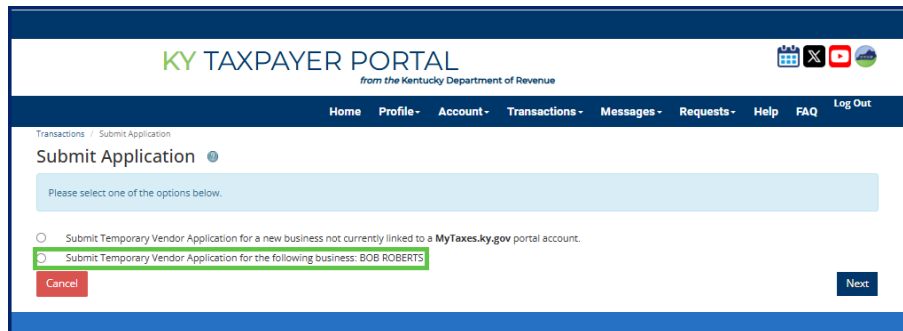 KY TAXPAYER PORTAL
from the Kentucky Department of Revenue
Home Profile Account Transactions Messages Requests Help FAQ Log Out
Transactions / Submit Application
Submit Application
Please select one of the options below.
Submit Temporary Vendor Application for a new business not currently linked to a MyTaxes.ky.gov portal account.
Submit Temporary Vendor Application for the following business: BOB ROBERTS
Cancel Next